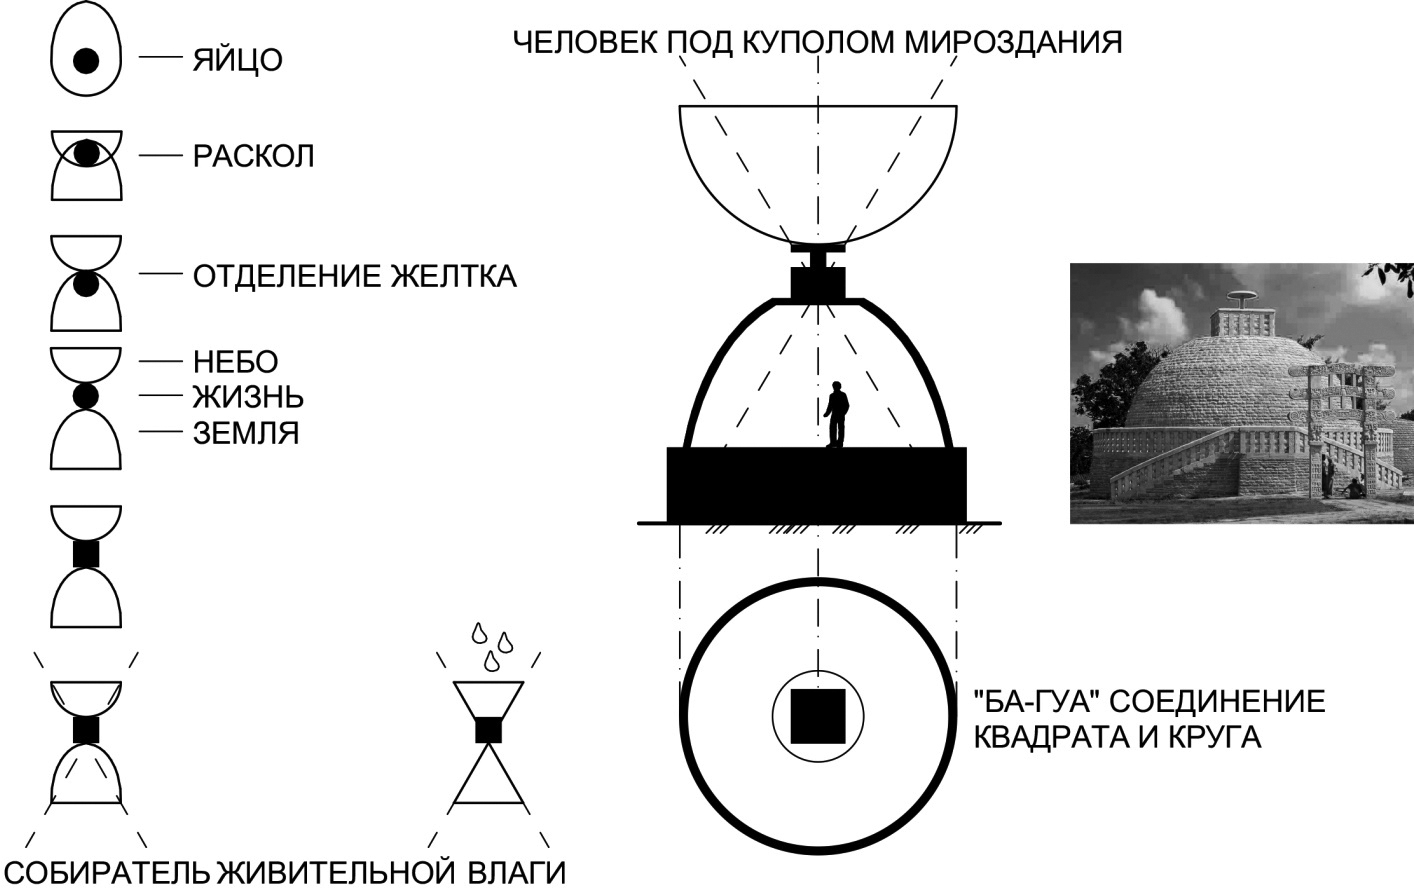 ЯЙЦО
РАСКОЛ
ОТДЕЛЕНИЕ ЖЕЛТКА
НЕБО
ЖИЗНЬ
ЗЕМЛЯ
СОБИРАТЕЛЬ ЖИВИТЕЛЬНОЙ ВЛАГИ
ЧЕЛОВЕК ПОД КУПОЛОМ МИРОЗДАНИЯ
"БА-ГУА" СОЕДИНЕНИЕ
КВАДРАТА И КРУГА